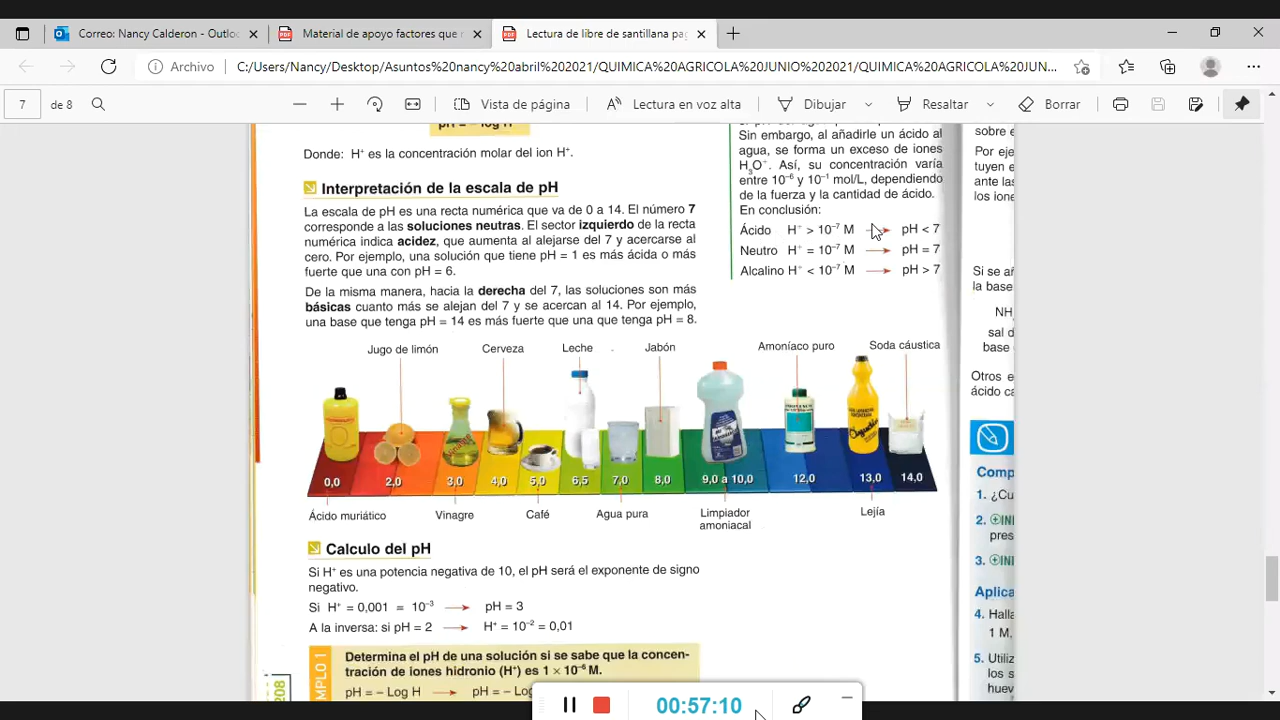 Correo: Nancy Calderon - Outlo
Material de apoyo factores que
Lectura de libre de santillana pag
Archivo
C:/Users/Nancy/Desktop/Asuntos%20nancy%20abril%202021/QUIMICA%20AGRICOLA%20JUNIO%202021/QUIMICA%20AGRICOLA%20JUN...
7 de 8
Vista de página
Lectura en voz alta
Dibujar
Resaltar
Borrar
pH = – log H
Donde: H⁺ es la concentración molar del ion H⁺.
Interpretación de la escala de pH
La escala de pH es una recta numérica que va de 0 a 14. El número 7
corresponde a las soluciones neutras. El sector izquierdo de la recta
numérica indica acidez, que aumenta al alejarse del 7 y acercarse al
cero. Por ejemplo, una solución que tiene pH = 1 es más ácida o más
fuerte que una con pH = 6.
De la misma manera, hacia la derecha del 7, las soluciones son más
básicas cuanto más se alejan del 7 y se acercan al 14. Por ejemplo,
una base que tenga pH = 14 es más fuerte que una que tenga pH = 8.
Sin embargo, al añadirle un ácido al
agua, se forma un exceso de iones
H₃O⁺. Así, su concentración varía
entre 10⁻⁶ y 10⁻¹ mol/L, dependiendo
de la fuerza y la cantidad de ácido.
En conclusión:
Ácido H⁺ > 10⁻⁷ M → pH < 7
Neutro H⁺ = 10⁻⁷ M → pH = 7
Alcalino H⁺ < 10⁻⁷ M → pH > 7
sobre e
Por eje
tuyen e
ante las
los ione
Si se añ
la base
NH
sal d
base
Otros e
ácido ca
Jugo de limón
Cerveza
Leche
Jabón
Amoníaco puro
Soda cáustica
0,0
2,0
3,0
4,0
5,0
6,5
7,0
8,0
9,0 a 10,0
12,0
13,0
14,0
Ácido muriático
Vinagre
Café
Agua pura
Limpiador
amoniacal
Lejía
Calculo del pH
Si H⁺ es una potencia negativa de 10, el pH será el exponente de signo
negativo.
Si H⁺ = 0,001 = 10⁻³ → pH = 3
A la inversa: si pH = 2 → H⁺ = 10⁻² = 0,01
MPLO 1
Determina el pH de una solución si se sabe que la concen-
tración de iones hidronio (H⁺) es 1 × 10⁻⁶ M.
pH = – Log H → pH = – Log
208
Comp
1. ¿Cu
2. INI
pres
3. INI
Aplica
4. Halla
1 M,
5. Utiliz
los s
huev
00:57:10